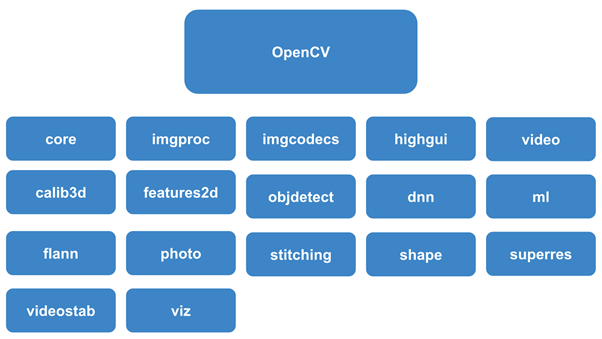 OpenCV
core
imgproc
imgcodecs
highgui
video
calib3d
features2d
objdetect
dnn
ml
flann
photo
stitching
shape
superres
videostab
viz